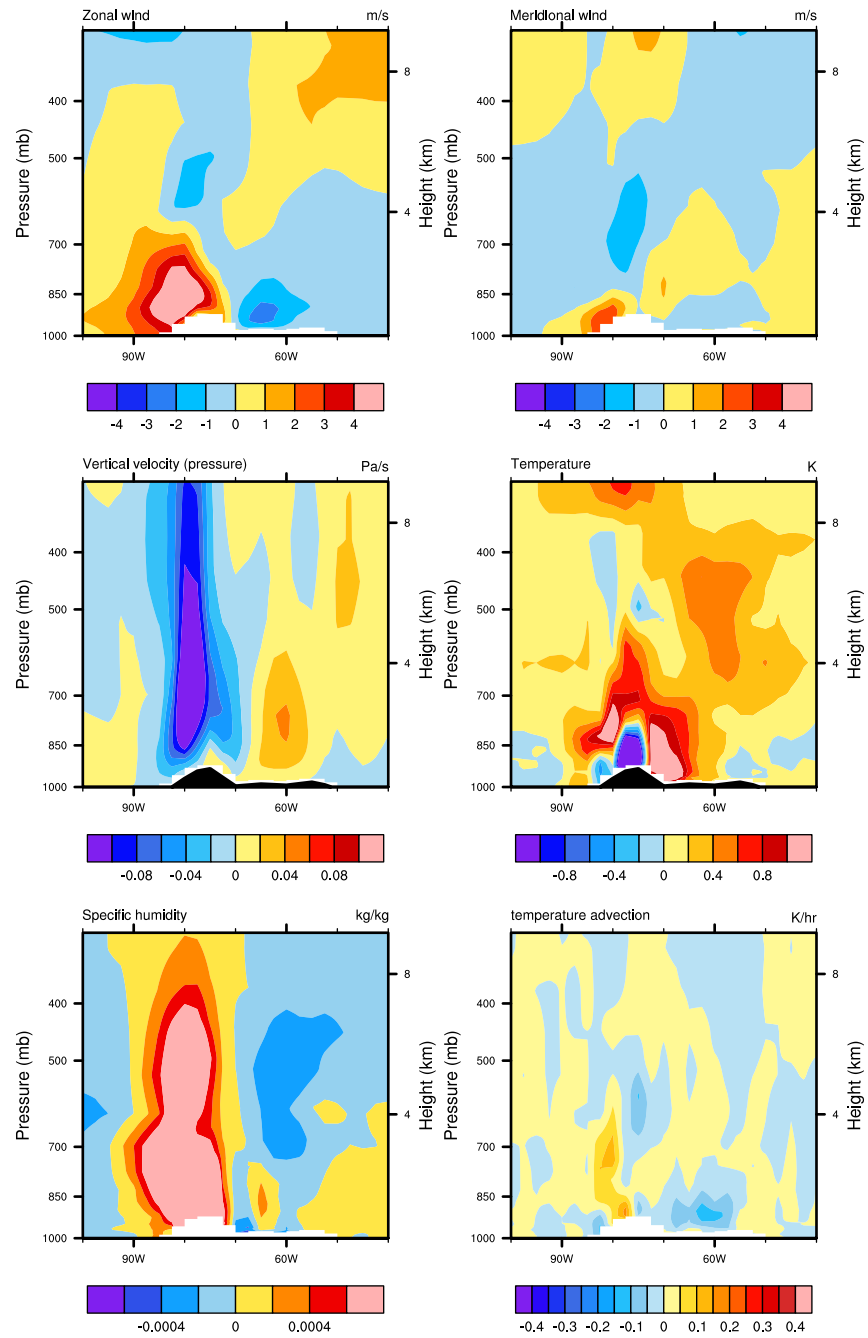 Zonal wind m/s
Pressure (mb)
Height (km)
400
500
700
850
1000
8
4
90W 60W
-4 -3 -2 -1 0 1 2 3 4
Meridional wind m/s
Pressure (mb)
Height (km)
400
500
700
850
1000
8
4
90W 60W
-4 -3 -2 -1 0 1 2 3 4
Vertical velocity (pressure) Pa/s
Pressure (mb)
Height (km)
400
500
700
850
1000
8
4
90W 60W
-0.08 -0.04 0 0.04 0.08
Temperature K
Pressure (mb)
Height (km)
400
500
700
850
1000
8
4
90W 60W
-0.8 -0.4 0 0.4 0.8
Specific humidity kg/kg
Pressure (mb)
Height (km)
400
500
700
850
1000
8
4
90W 60W
-0.0004 0 0.0004
temperature advection K/hr
Pressure (mb)
Height (km)
400
500
700
850
1000
8
4
90W 60W
-0.4 -0.3 -0.2 -0.1 0 0.1 0.2 0.3 0.4